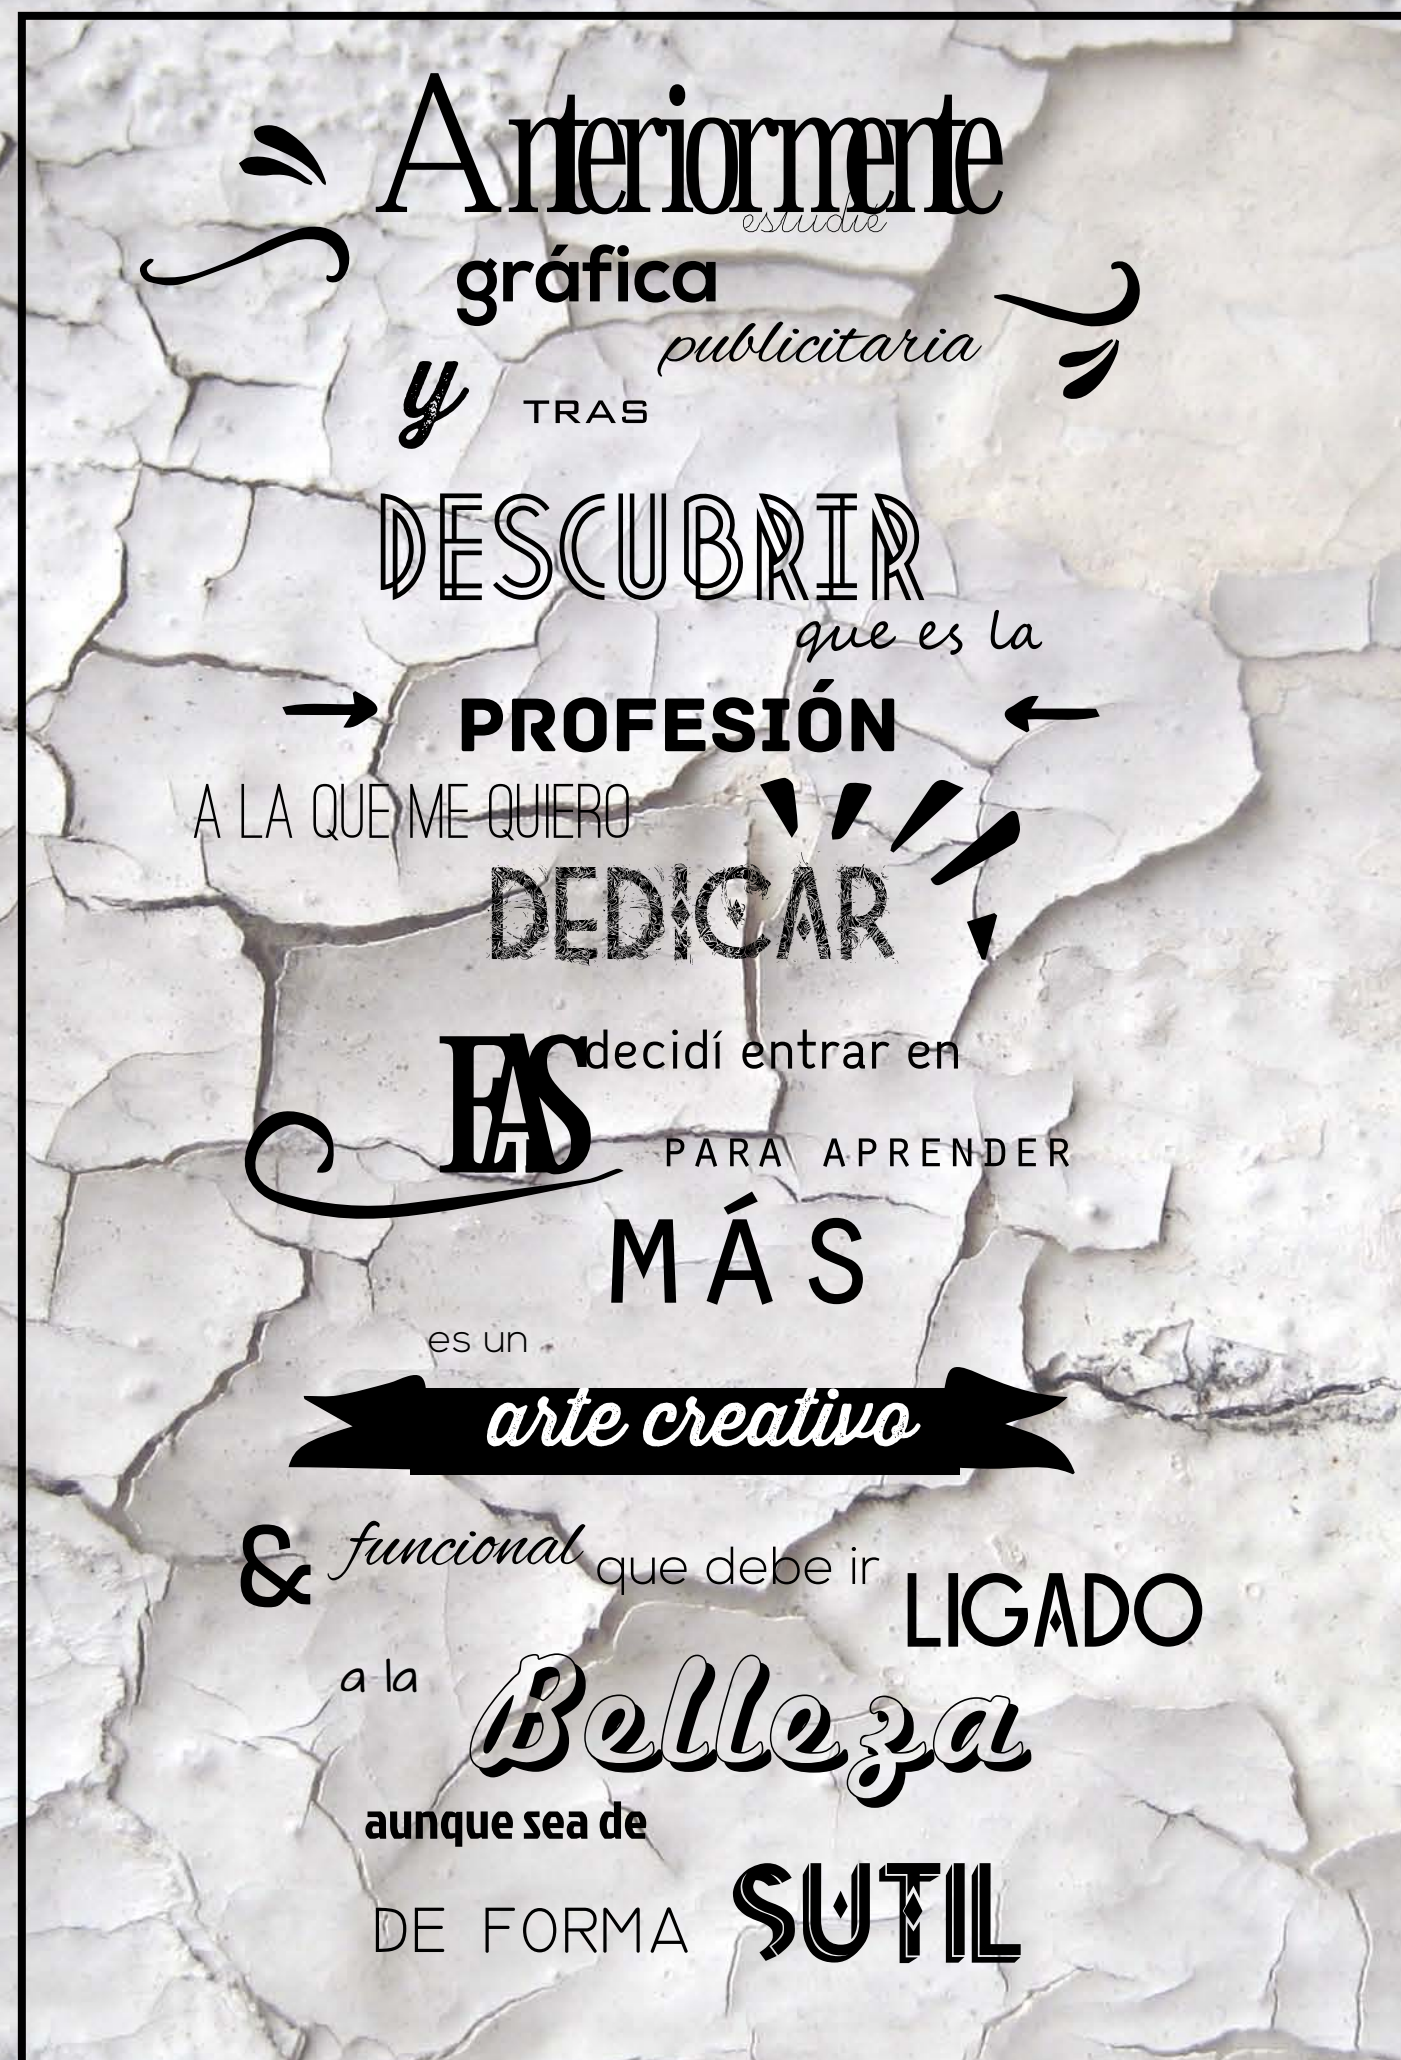 Anteriormente
estudié
gráfica
publicitaria
y TRAS
DESCUBRIR
que es la
PROFESIÓN
A LA QUE ME QUIERO
DEDICAR
decidí entrar en
EAS
PARA APRENDER
MÁS
es un
arte creativo
& funcional que debe ir
LIGADO
a la
Belleza
aunque sea de
DE FORMA SUTIL